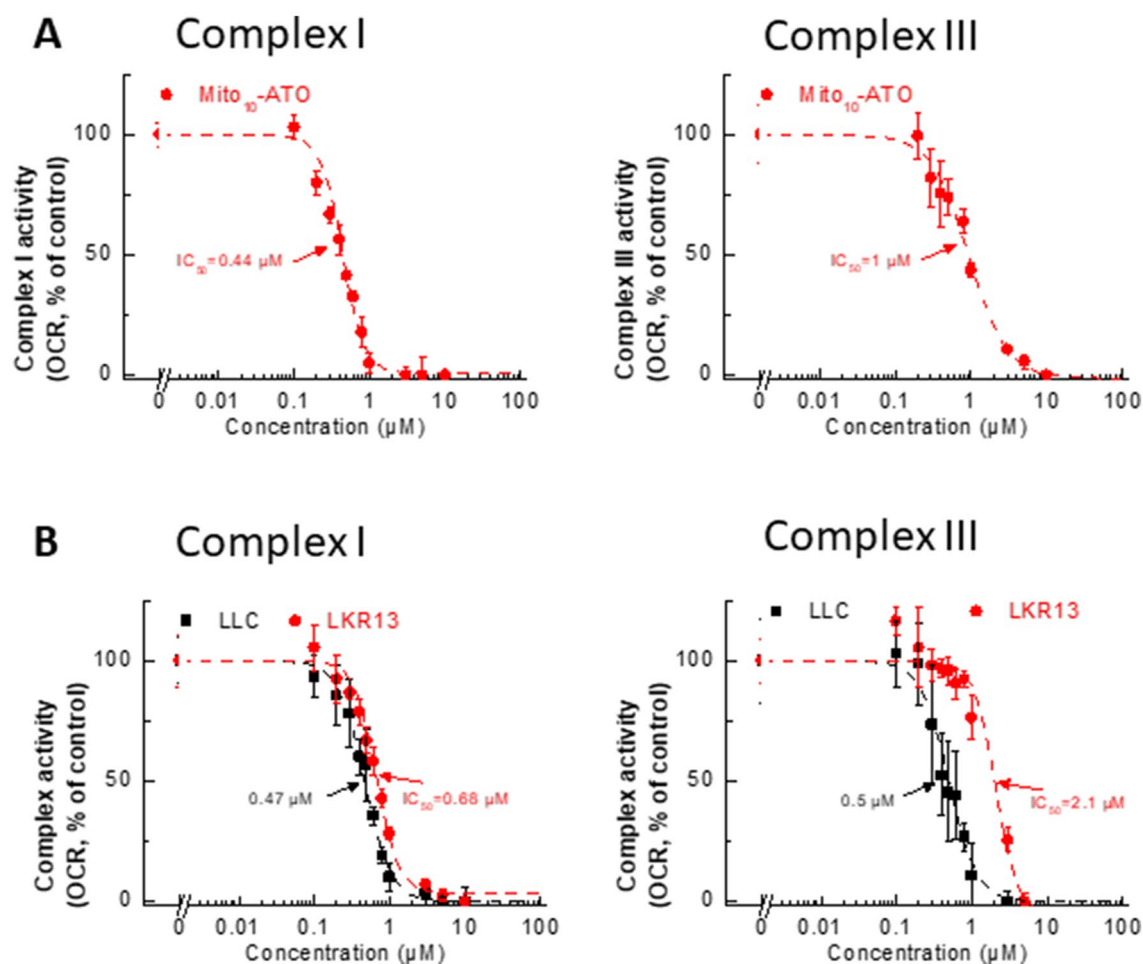 A
Complex I
Complex III
Mito10-ATO
Mito10-ATO
Complex I activity
(OCR, % of control)
100
50
0
IC50=0.44 µM
0 0.01 0.1 1 10 100
Concentration (µM)
Complex III activity
(OCR, % of control)
100
50
0
IC50=1 µM
0 0.01 0.1 1 10 100
Concentration (µM)
B
Complex I
Complex III
LLC LKR13
LLC LKR13
Complex activity
(OCR, % of control)
100
50
0
0.47 µM
IC50=0.68 µM
0 0.01 0.1 1 10 100
Concentration (µM)
Complex activity
(OCR, % of control)
100
50
0
0.5 µM
IC50=2.1 µM
0 0.01 0.1 1 10 100
Concentration (µM)